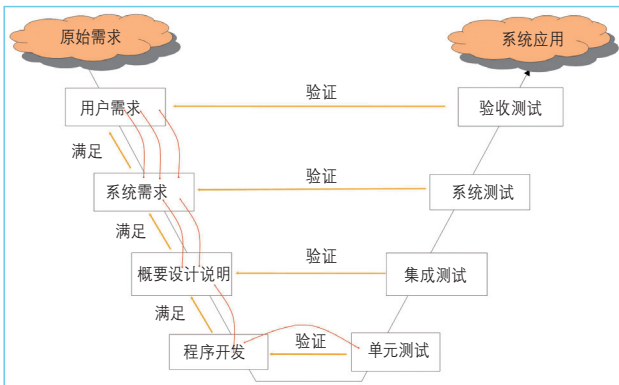 原始需求
系统应用
用户需求
验证
验收测试
满足
系统需求
验证
系统测试
满足
概要设计说明
验证
集成测试
满足
程序开发
验证
单元测试